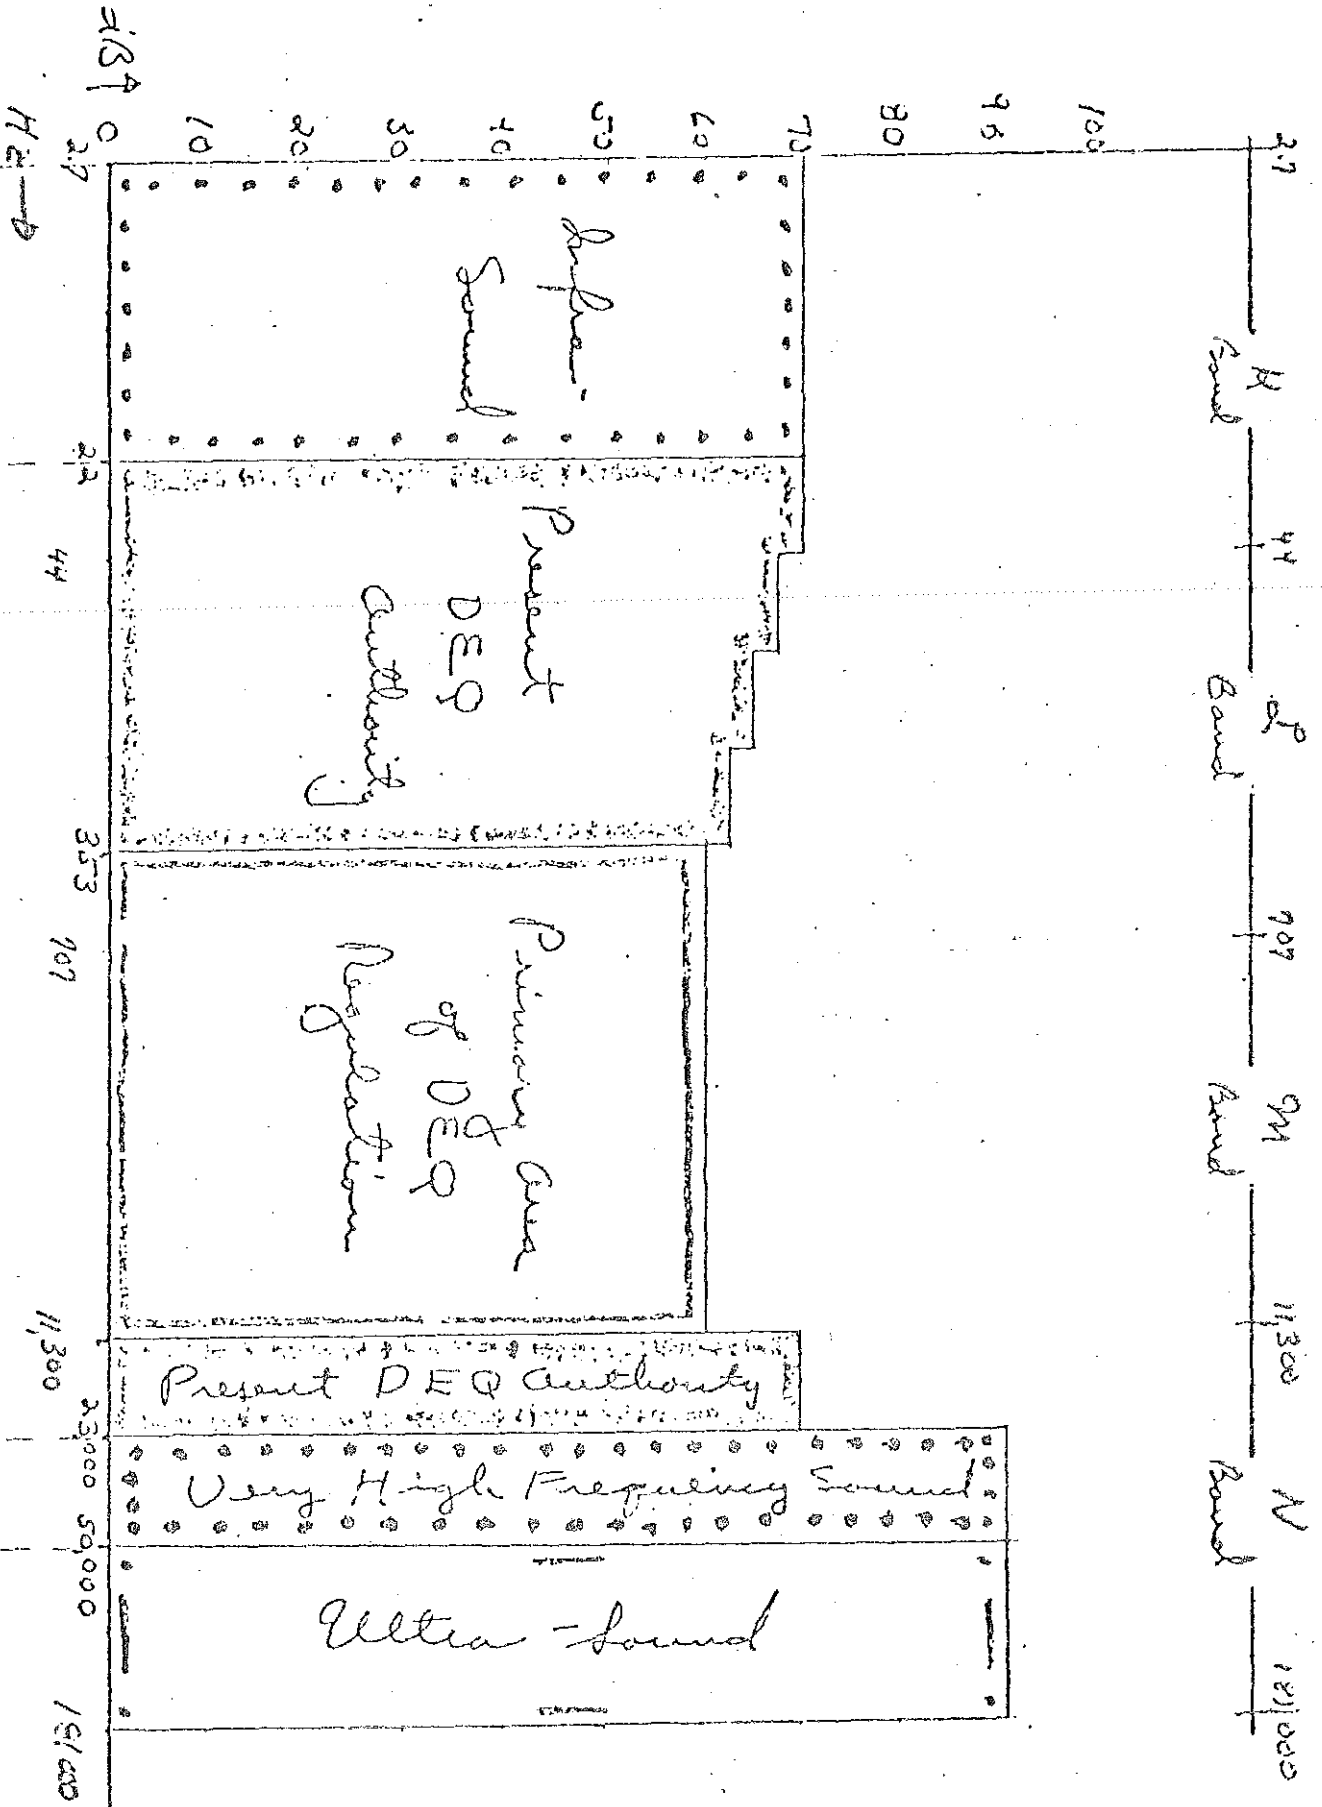 2.7
K
Band
44
L
Band
707
M
Band
11,300
N
Band
181,000
100
90
80
70
60
50
40
30
20
10
0
dB↑
Infra-
Sound
Present
DEQ
Authority
Primary Area
of DEQ
Regulation
Present DEQ Authority
Very High Frequency Sound
Ultra-Sound
2.7
22
44
353
707
11,300
23,000
50,000
181,000
Hz→